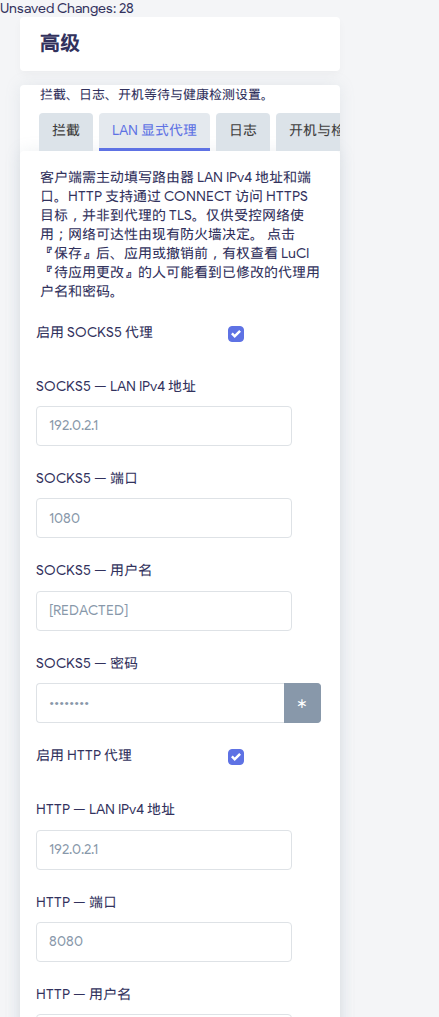 Unsaved Changes: 28
高级
拦截、日志、开机等待与健康检测设置。
拦截 LAN 显式代理 日志 开机与检
客户端需主动填写路由器 LAN IPv4 地址和端
口。HTTP 支持通过 CONNECT 访问 HTTPS
目标，并非到代理的 TLS。仅供受控网络使
用；网络可达性由现有防火墙决定。 点击
『保存』后、应用或撤销前，有权查看 LuCI
『待应用更改』的人可能看到已修改的代理用
户名和密码。
启用 SOCKS5 代理
SOCKS5 — LAN IPv4 地址
192.0.2.1
SOCKS5 — 端口
1080
SOCKS5 — 用户名
[REDACTED]
SOCKS5 — 密码
••••••••
*
启用 HTTP 代理
HTTP — LAN IPv4 地址
192.0.2.1
HTTP — 端口
8080
HTTP — 用户名